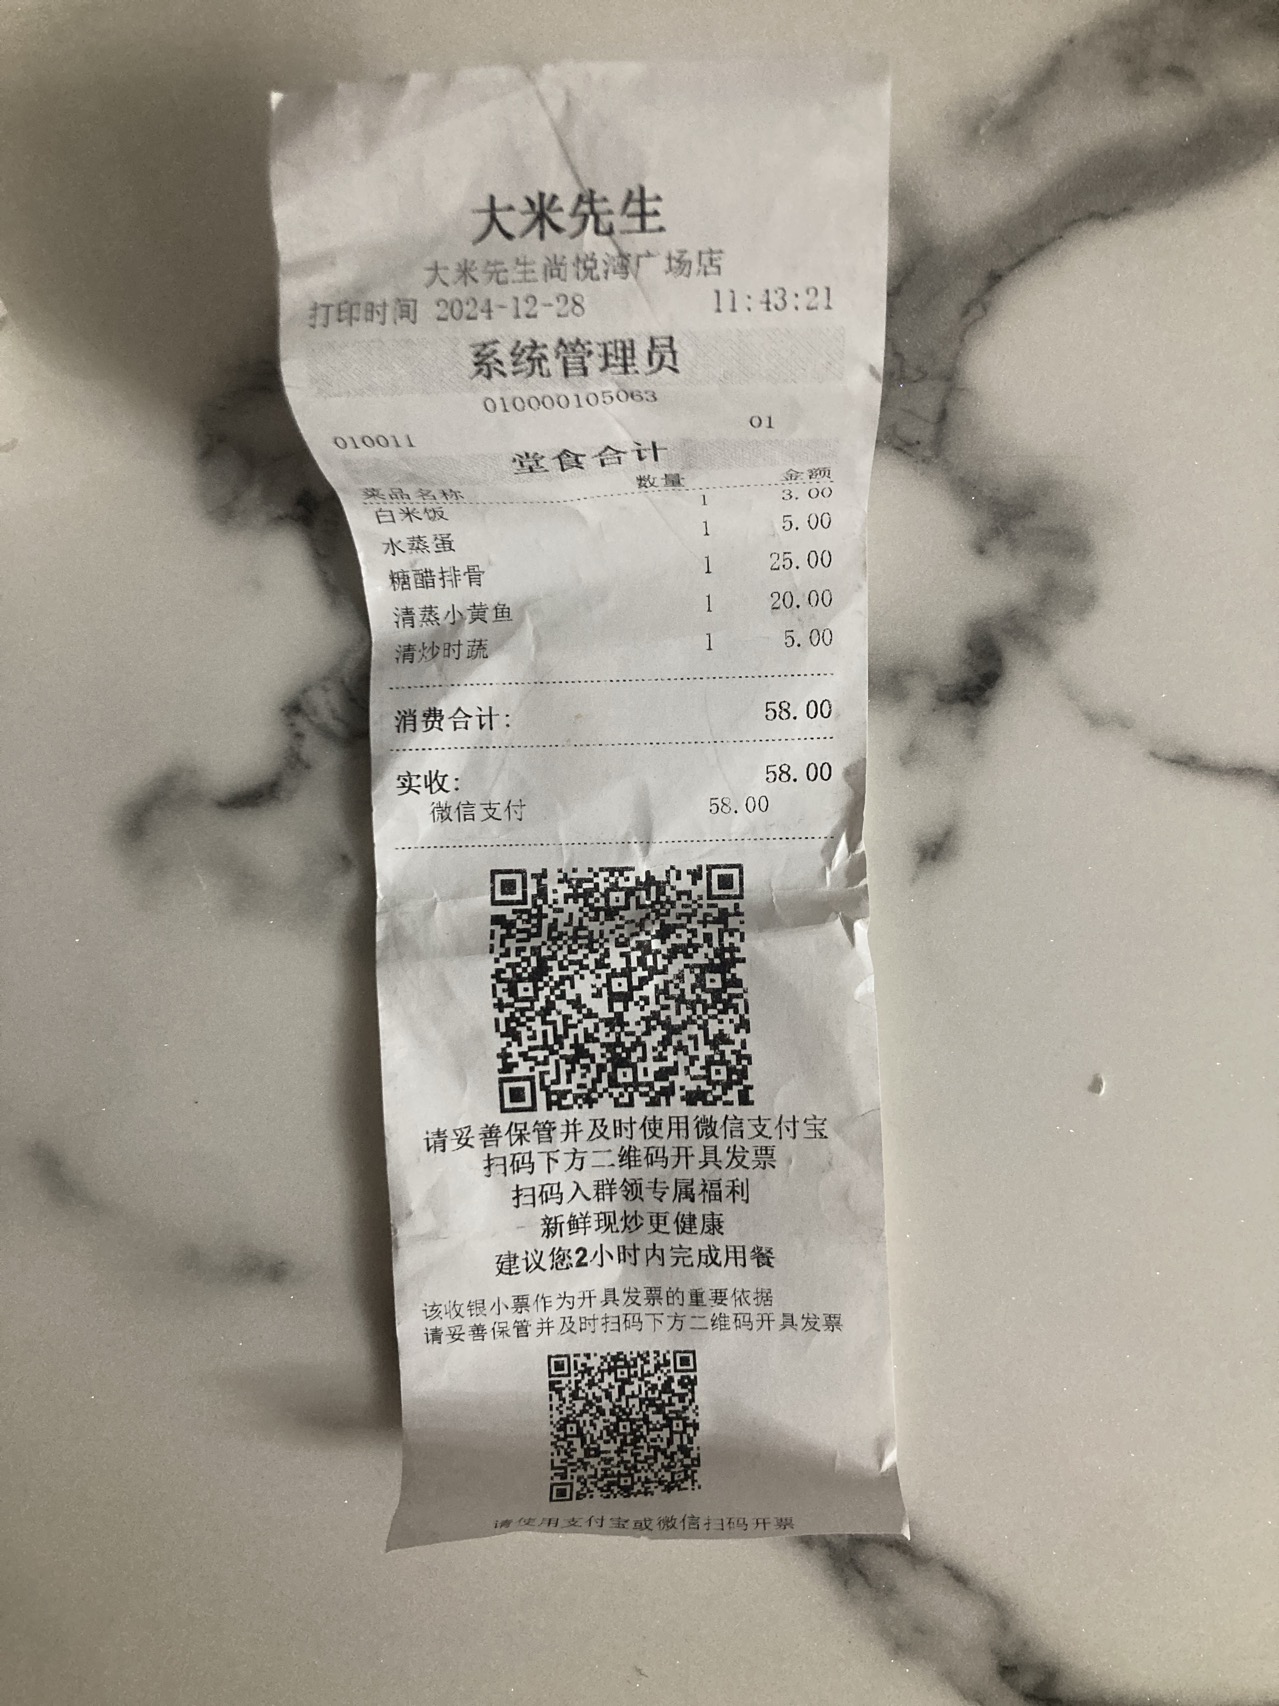 大米先生
大米先生尚悦湾广场店
打印时间 2024-12-28 11:43:21
系统管理员
010000105063
010011 01
堂食合计
菜品名称 数量 金额
白米饭 1 3.00
水蒸蛋 1 5.00
糖醋排骨 1 25.00
清蒸小黄鱼 1 20.00
清炒时蔬 1 5.00
消费合计: 58.00
实收: 58.00
微信支付 58.00
请妥善保管并及时使用微信支付宝
扫码下方二维码开具发票
扫码入群领专属福利
新鲜现炒更健康
建议您2小时内完成用餐
该收银小票作为开具发票的重要依据
请妥善保管并及时扫码下方二维码开具发票
请使用支付宝或微信扫码开票